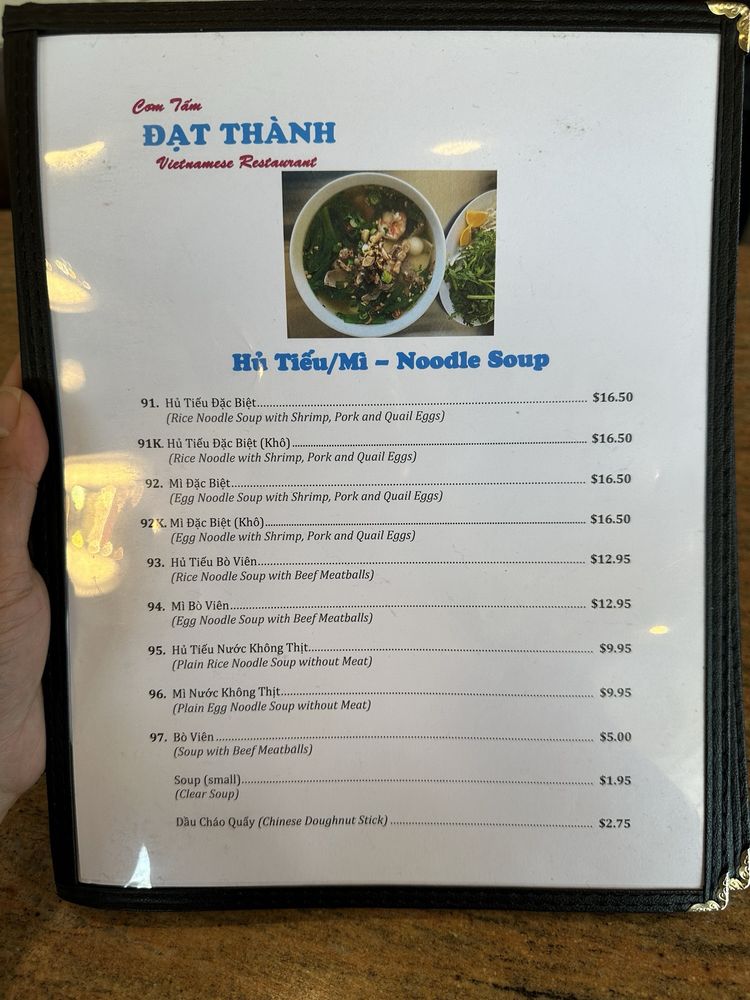 Cơm Tấm
ĐẠT THÀNH
Vietnamese Restaurant
Hủ Tiếu/Mì – Noodle Soup
91. Hủ Tiếu Đặc Biệt........ $16.50
(Rice Noodle Soup with Shrimp, Pork and Quail Eggs)
91K. Hủ Tiếu Đặc Biệt (Khô)........ $16.50
(Rice Noodle with Shrimp, Pork and Quail Eggs)
92. Mì Đặc Biệt........ $16.50
(Egg Noodle Soup with Shrimp, Pork and Quail Eggs)
92K. Mì Đặc Biệt (Khô)........ $16.50
(Egg Noodle with Shrimp, Pork and Quail Eggs)
93. Hủ Tiếu Bò Viên........ $12.95
(Rice Noodle Soup with Beef Meatballs)
94. Mì Bò Viên........ $12.95
(Egg Noodle Soup with Beef Meatballs)
95. Hủ Tiếu Nước Không Thịt........ $9.95
(Plain Rice Noodle Soup without Meat)
96. Mì Nước Không Thịt........ $9.95
(Plain Egg Noodle Soup without Meat)
97. Bò Viên........ $5.00
(Soup with Beef Meatballs)
Soup (small)........ $1.95
(Clear Soup)
Dầu Cháo Quẩy (Chinese Doughnut Stick)........ $2.75